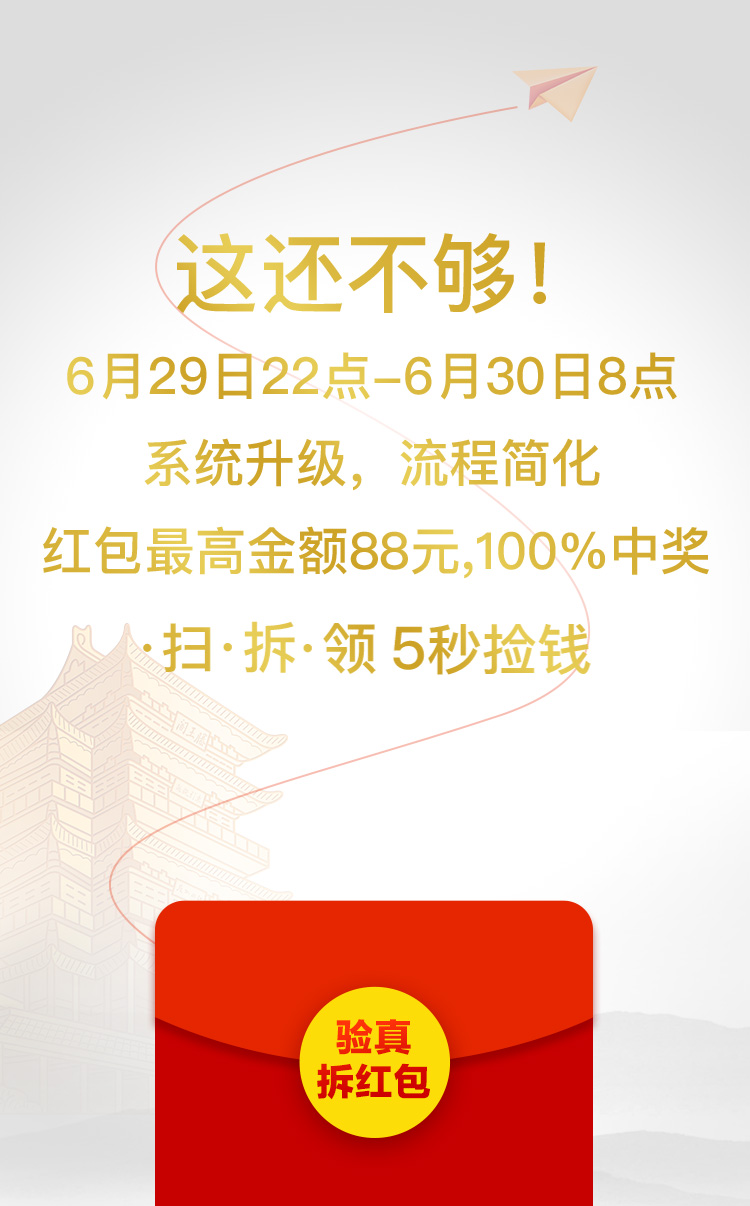 这还不够！
6月29日22点-6月30日8点
系统升级，流程简化
红包最高金额88元,100%中奖
·扫·拆·领 5秒捡钱
验真
拆红包